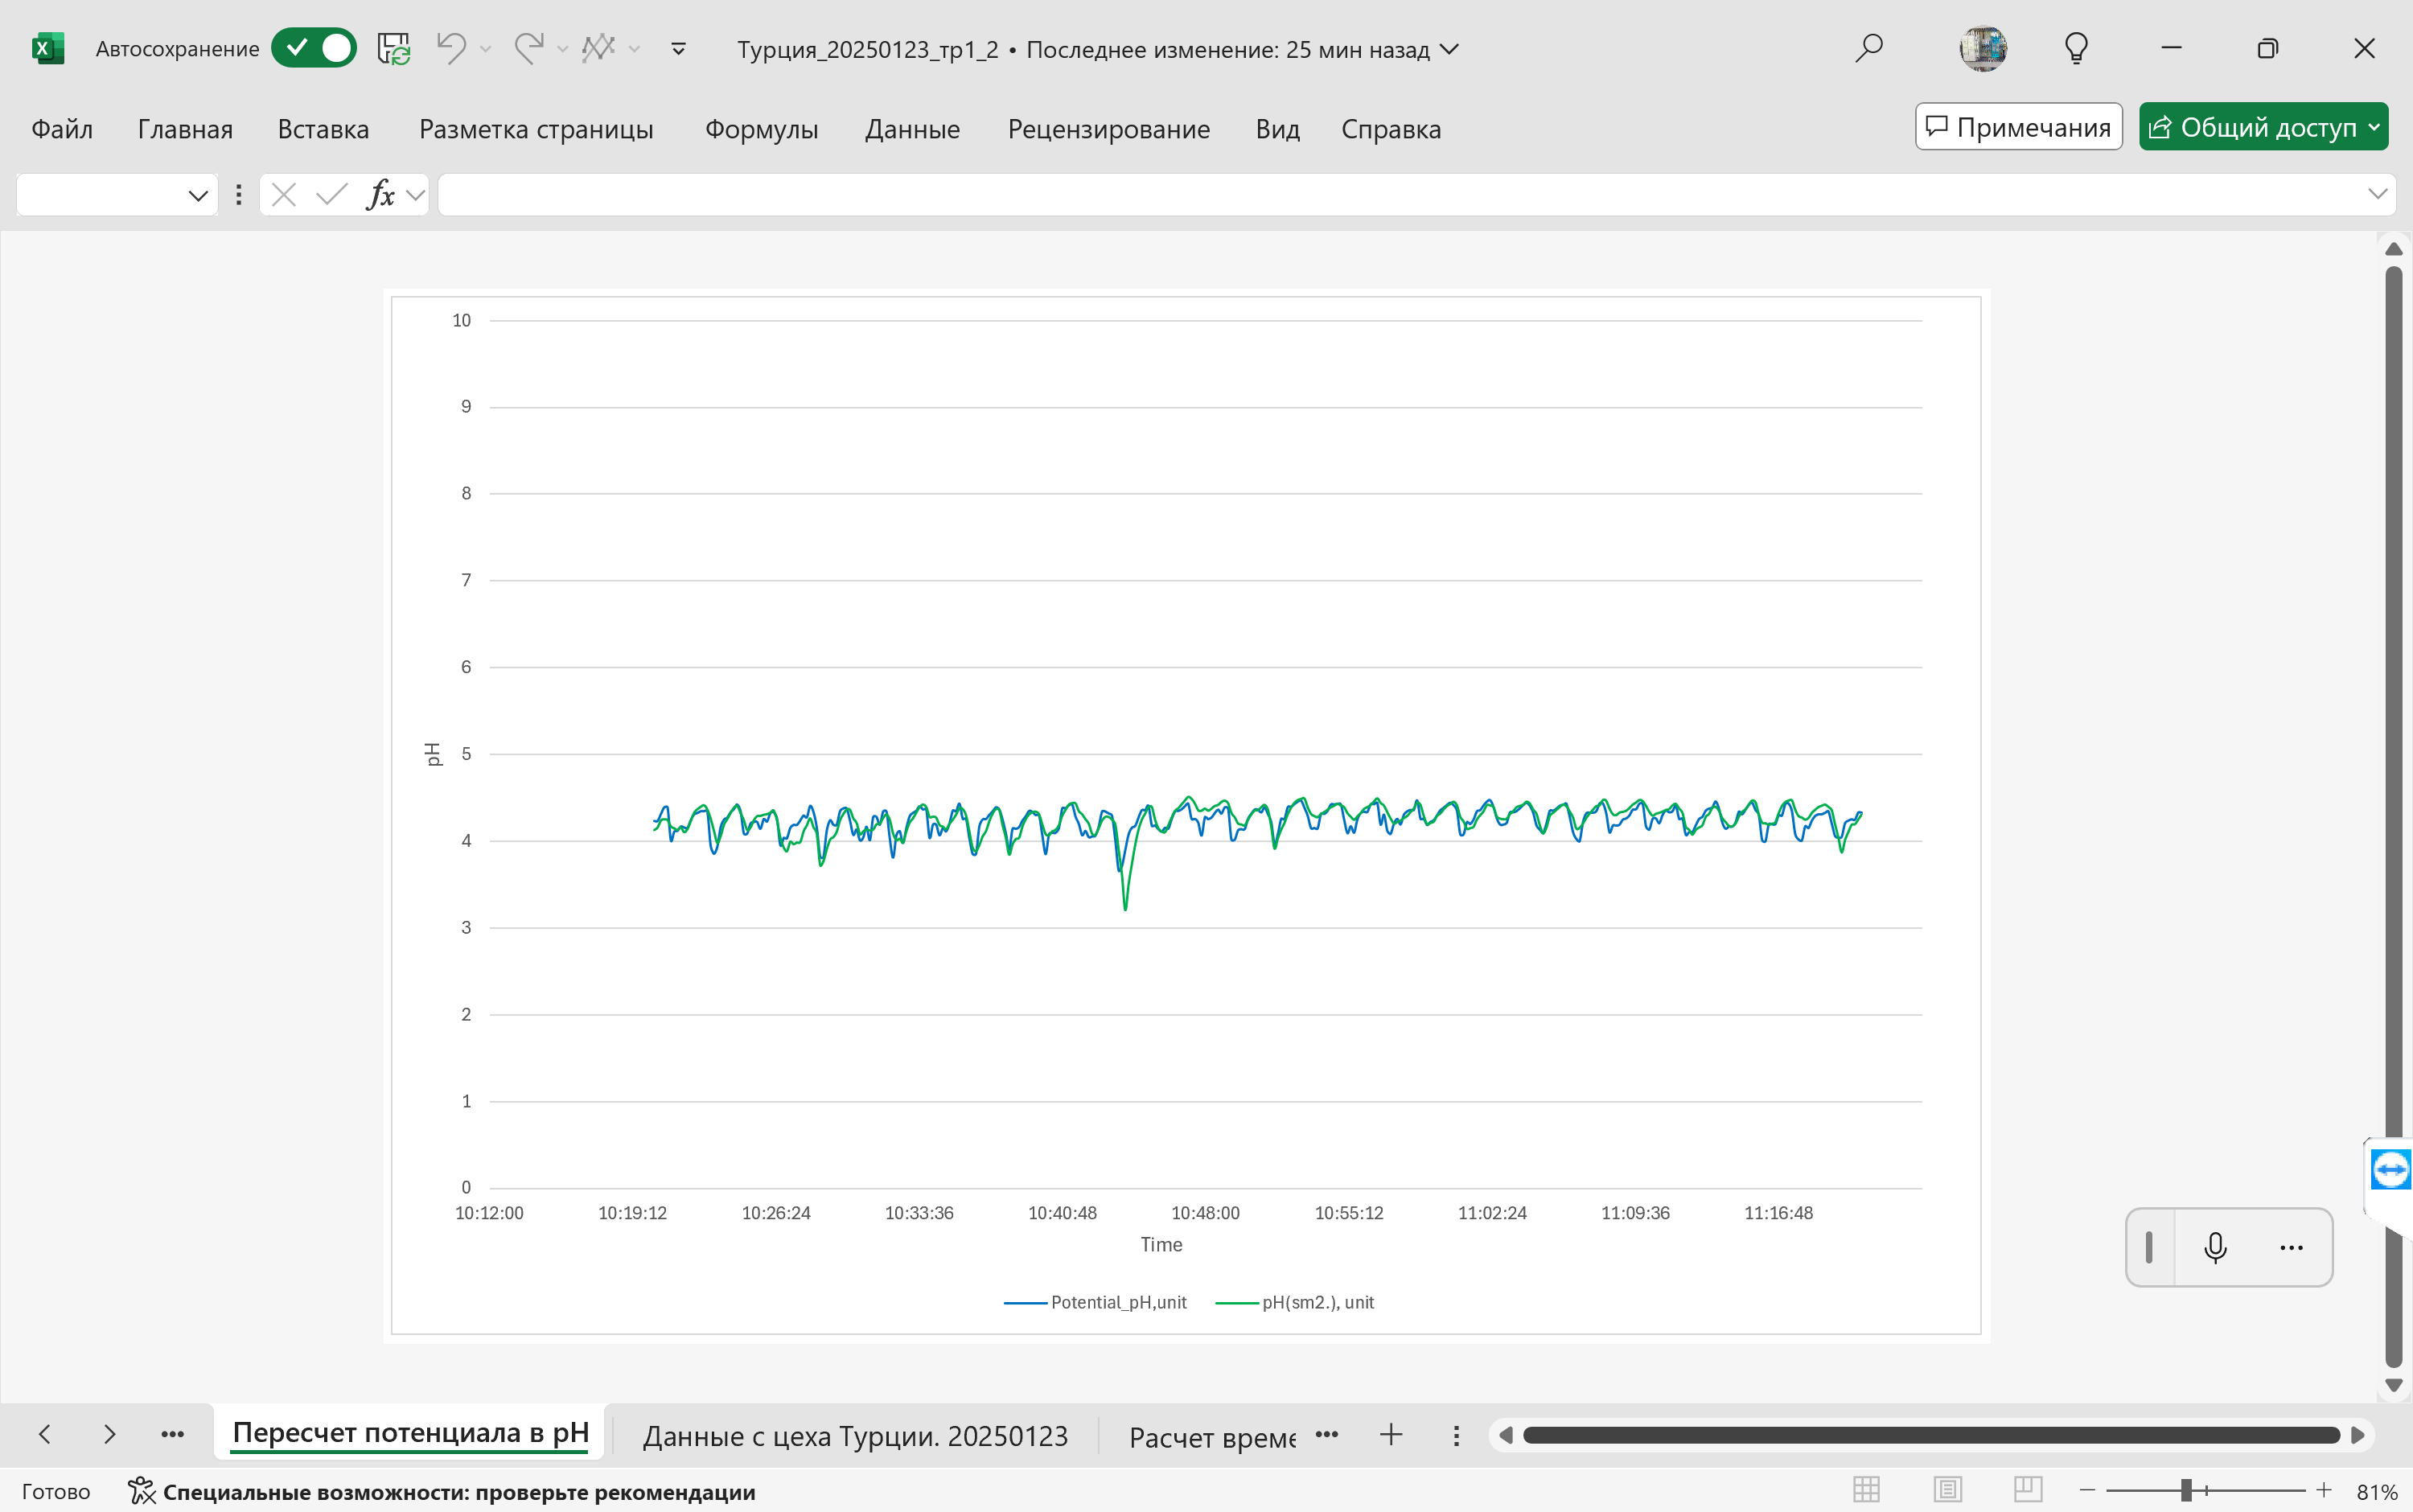 Автосохранение
Турция_20250123_тр1_2 • Последнее изменение: 25 мин назад
Файл Главная Вставка Разметка страницы Формулы Данные Рецензирование Вид Справка
Примечания Общий доступ
fx
10
9
8
7
6
5
4
3
2
1
0
pH
10:12:00 10:19:12 10:26:24 10:33:36 10:40:48 10:48:00 10:55:12 11:02:24 11:09:36 11:16:48
Time
Potential_pH,unit pH(sm2.), unit
Пересчет потенциала в pH Данные с цеха Турции. 20250123 Расчет време
Готово Специальные возможности: проверьте рекомендации 81%